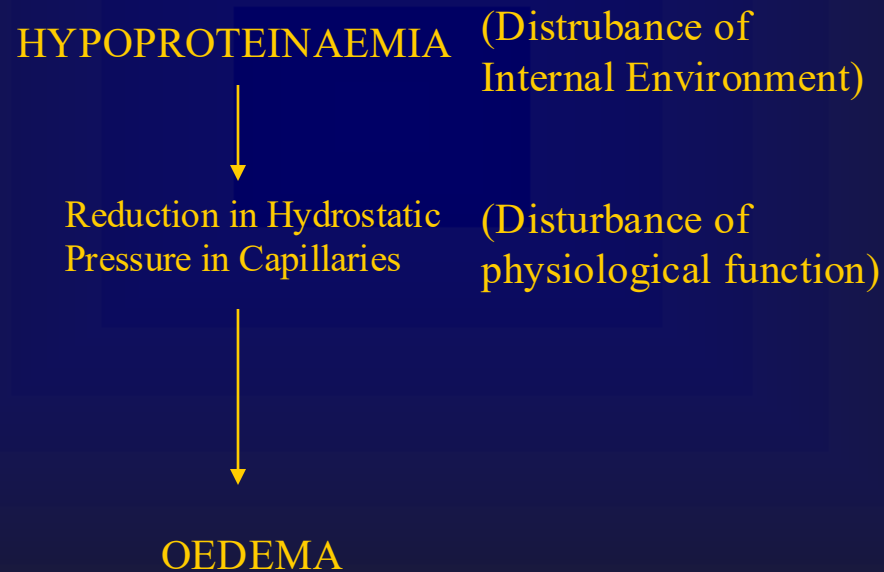 HYPOPROTEINAEMIA
(Distrubance of
Internal Environment)
Reduction in Hydrostatic
Pressure in Capillaries
(Disturbance of
physiological function)
OEDEMA